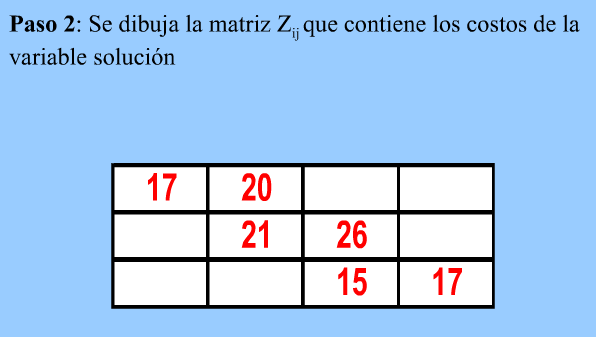 Paso 2: Se dibuja la matriz Zij que contiene los costos de la
variable solución
17 20
21 26
15 17